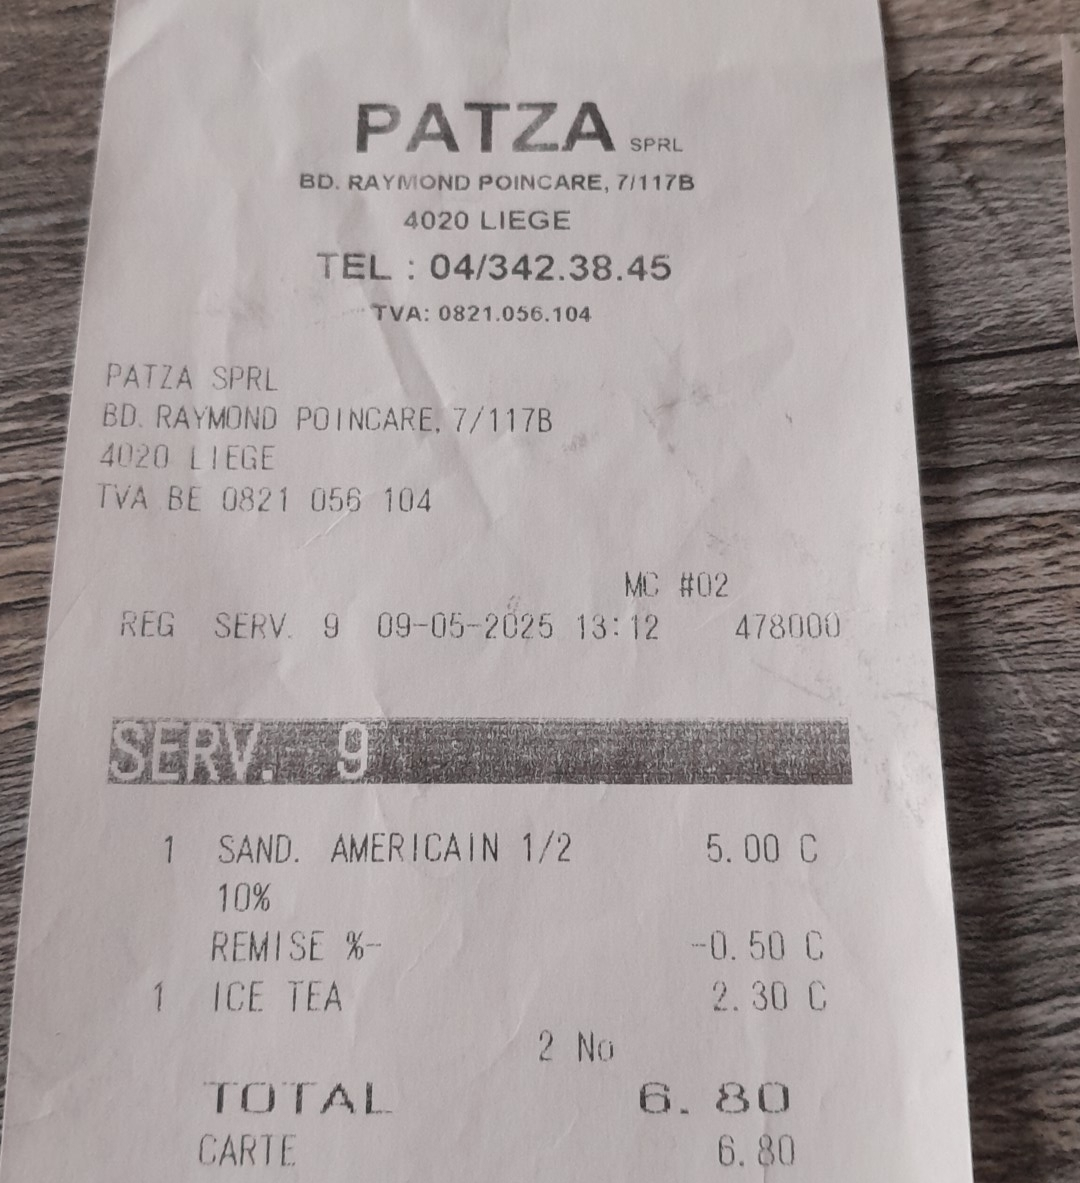 PATZA SPRL
BD. RAYMOND POINCARE, 7/117B
4020 LIEGE
TEL : 04/342.38.45
TVA: 0821.056.104
PATZA SPRL
BD. RAYMOND POINCARE, 7/117B
4020 LIEGE
TVA BE 0821 056 104
MC #02
REG SERV. 9 09-05-2025 13:12 478000
SERV. 9
1 SAND. AMERICAIN 1/2 5.00 C
10%
REMISE %- -0.50 C
1 ICE TEA 2.30 C
2 No
TOTAL 6.80
CARTE 6.80